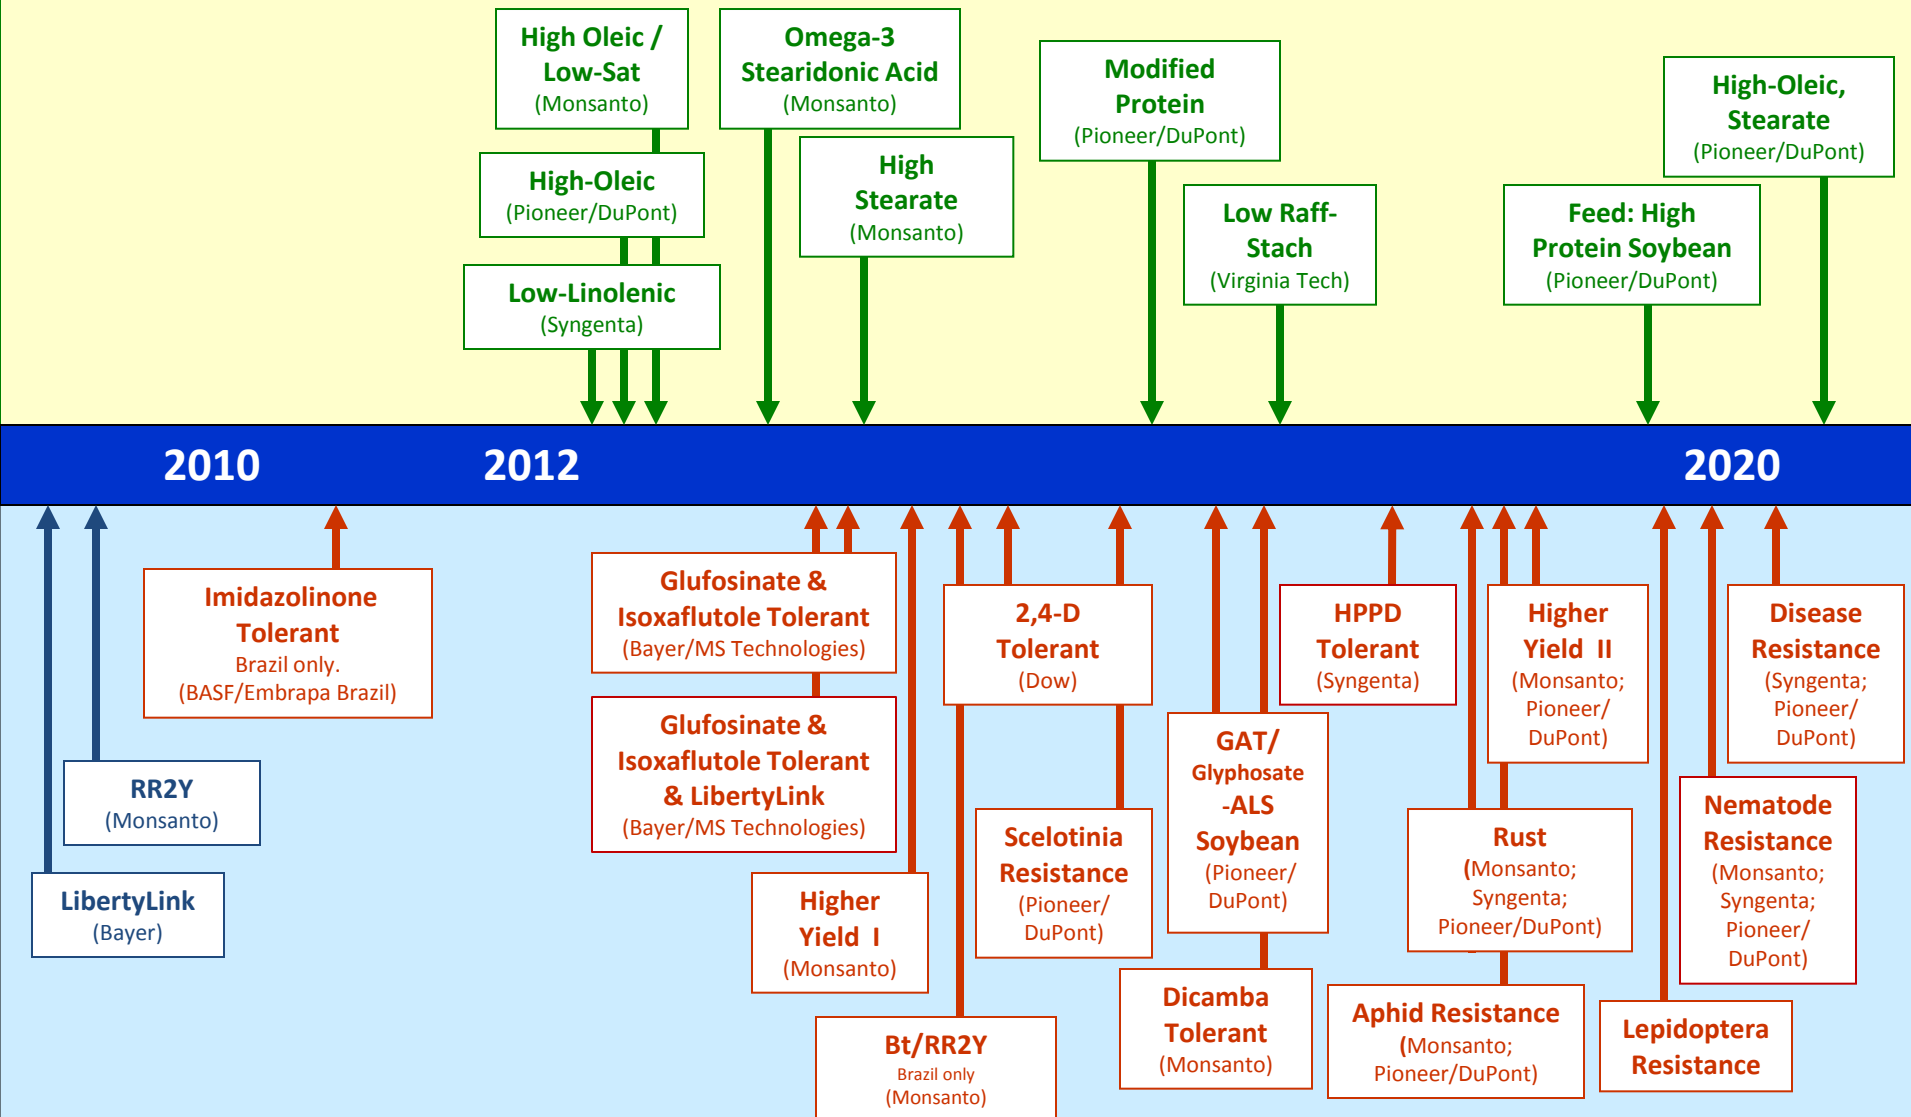 High Oleic /
Low-Sat
(Monsanto)
Omega-3
Stearidonic Acid
(Monsanto)
Modified
Protein
(Pioneer/DuPont)
High-Oleic,
Stearate
(Pioneer/DuPont)
High-Oleic
(Pioneer/DuPont)
High
Stearate
(Monsanto)
Low Raff-
Stach
(Virginia Tech)
Feed: High
Protein Soybean
(Pioneer/DuPont)
Low-Linolenic
(Syngenta)
2010
2012
2020
Imidazolinone
Tolerant
Brazil only.
(BASF/Embrapa Brazil)
Glufosinate &
Isoxaflutole Tolerant
(Bayer/MS Technologies)
2,4-D
Tolerant
(Dow)
HPPD
Tolerant
(Syngenta)
Higher
Yield II
(Monsanto;
Pioneer/
DuPont)
Disease
Resistance
(Syngenta;
Pioneer/
DuPont)
Glufosinate &
Isoxaflutole Tolerant
& LibertyLink
(Bayer/MS Technologies)
GAT/
Glyphosate
-ALS
Soybean
(Pioneer/
DuPont)
RR2Y
(Monsanto)
Scelotinia
Resistance
(Pioneer/
DuPont)
Rust
(Monsanto;
Syngenta;
Pioneer/DuPont)
Nematode
Resistance
(Monsanto;
Syngenta;
Pioneer/
DuPont)
LibertyLink
(Bayer)
Higher
Yield I
(Monsanto)
Dicamba
Tolerant
(Monsanto)
Aphid Resistance
(Monsanto;
Pioneer/DuPont)
Lepidoptera
Resistance
Bt/RR2Y
Brazil only
(Monsanto)